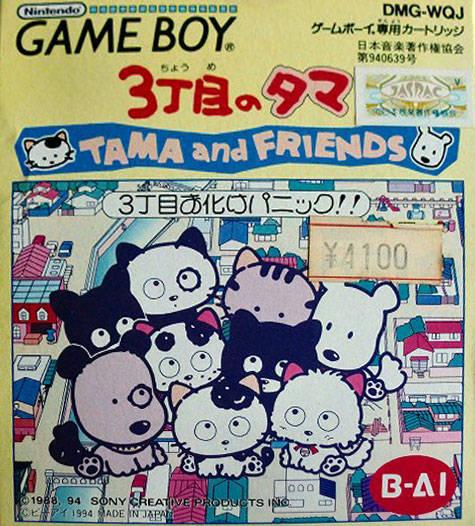 Nintendo
DMG-WQJ
GAME BOY®
ゲームボーイ専用カートリッジ
日本音楽著作権協会
第940639号
ちょう め
3丁目のタマ
JASRAC
V
TAMA and FRIENDS
3丁目お化けパニック!!
¥4100
B-AI
©1988, 94 SONY CREATIVE PRODUCTS INC.
©ビーアイ 1994 MADE IN JAPAN